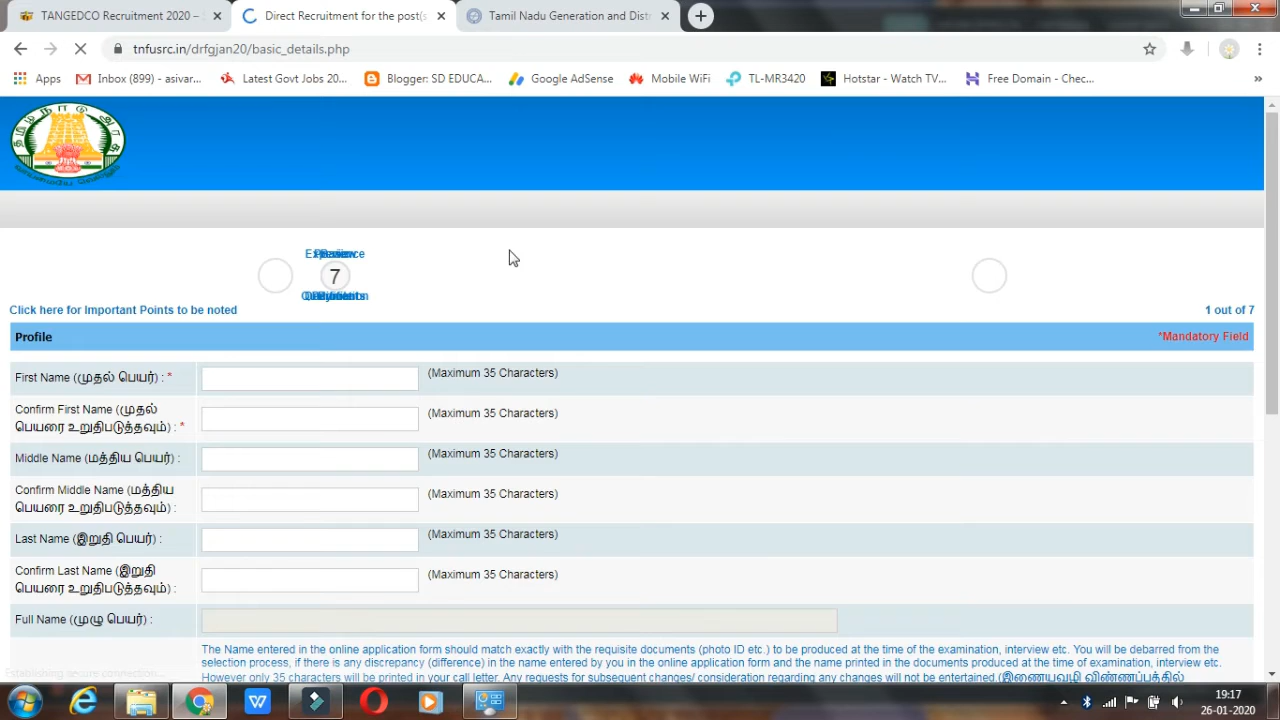 TANGEDCO Recruitment 2020 –
Direct Recruitment for the post(s
Tamil Nadu Generation and Distr
tnfusrc.in/drfgjan20/basic_details.php
Apps
Inbox (899) - asivar...
Latest Govt Jobs 20...
Blogger: SD EDUCA...
Google AdSense
Mobile WiFi
TL-MR3420
Hotstar - Watch TV...
Free Domain - Chec...
7
Click here for Important Points to be noted
1 out of 7
Profile
*Mandatory Field
First Name (முதல் பெயர்) : *
(Maximum 35 Characters)
Confirm First Name (முதல்
பெயரை உறுதிபடுத்தவும்) : *
(Maximum 35 Characters)
Middle Name (மத்திய பெயர்) :
(Maximum 35 Characters)
Confirm Middle Name (மத்திய
பெயரை உறுதிபடுத்தவும்) :
(Maximum 35 Characters)
Last Name (இறுதி பெயர்) :
(Maximum 35 Characters)
Confirm Last Name (இறுதி
பெயரை உறுதிபடுத்தவும்) :
(Maximum 35 Characters)
Full Name (முழு பெயர்) :
The Name entered in the online application form should match exactly with the requisite documents (photo ID etc.) to be produced at the time of the examination, interview etc. You will be debarred from the
selection process, if there is any discrepancy (difference) in the name entered by you in the online application form and the name printed in the documents produced at the time of examination, interview etc.
However only 35 characters will be printed in your call letter. Any requests for subsequent changes/ consideration regarding any changes will not be entertained.(இணையவழி விண்ணப்பத்தில்
Establishing secure connection...
19:17
26-01-2020